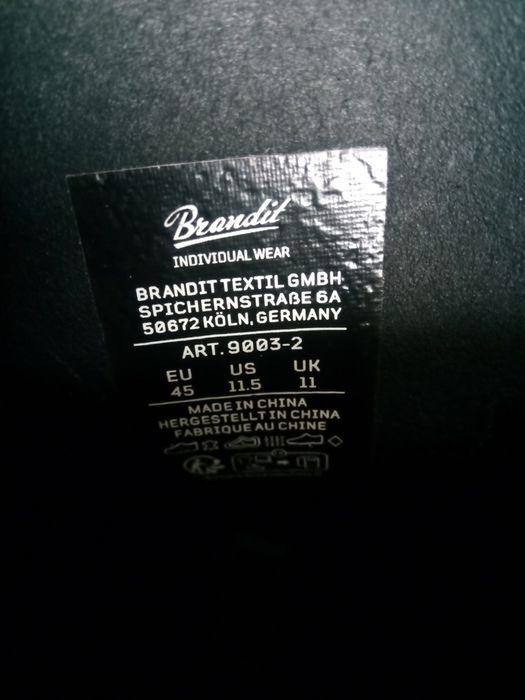 Brandit
INDIVIDUAL WEAR
BRANDIT TEXTIL GMBH
SPICHERNSTRAßE 6A
50672 KÖLN, GERMANY
ART. 9003-2
EU US UK
45 11.5 11
MADE IN CHINA
HERGESTELLT IN CHINA
FABRIQUE AU CHINE